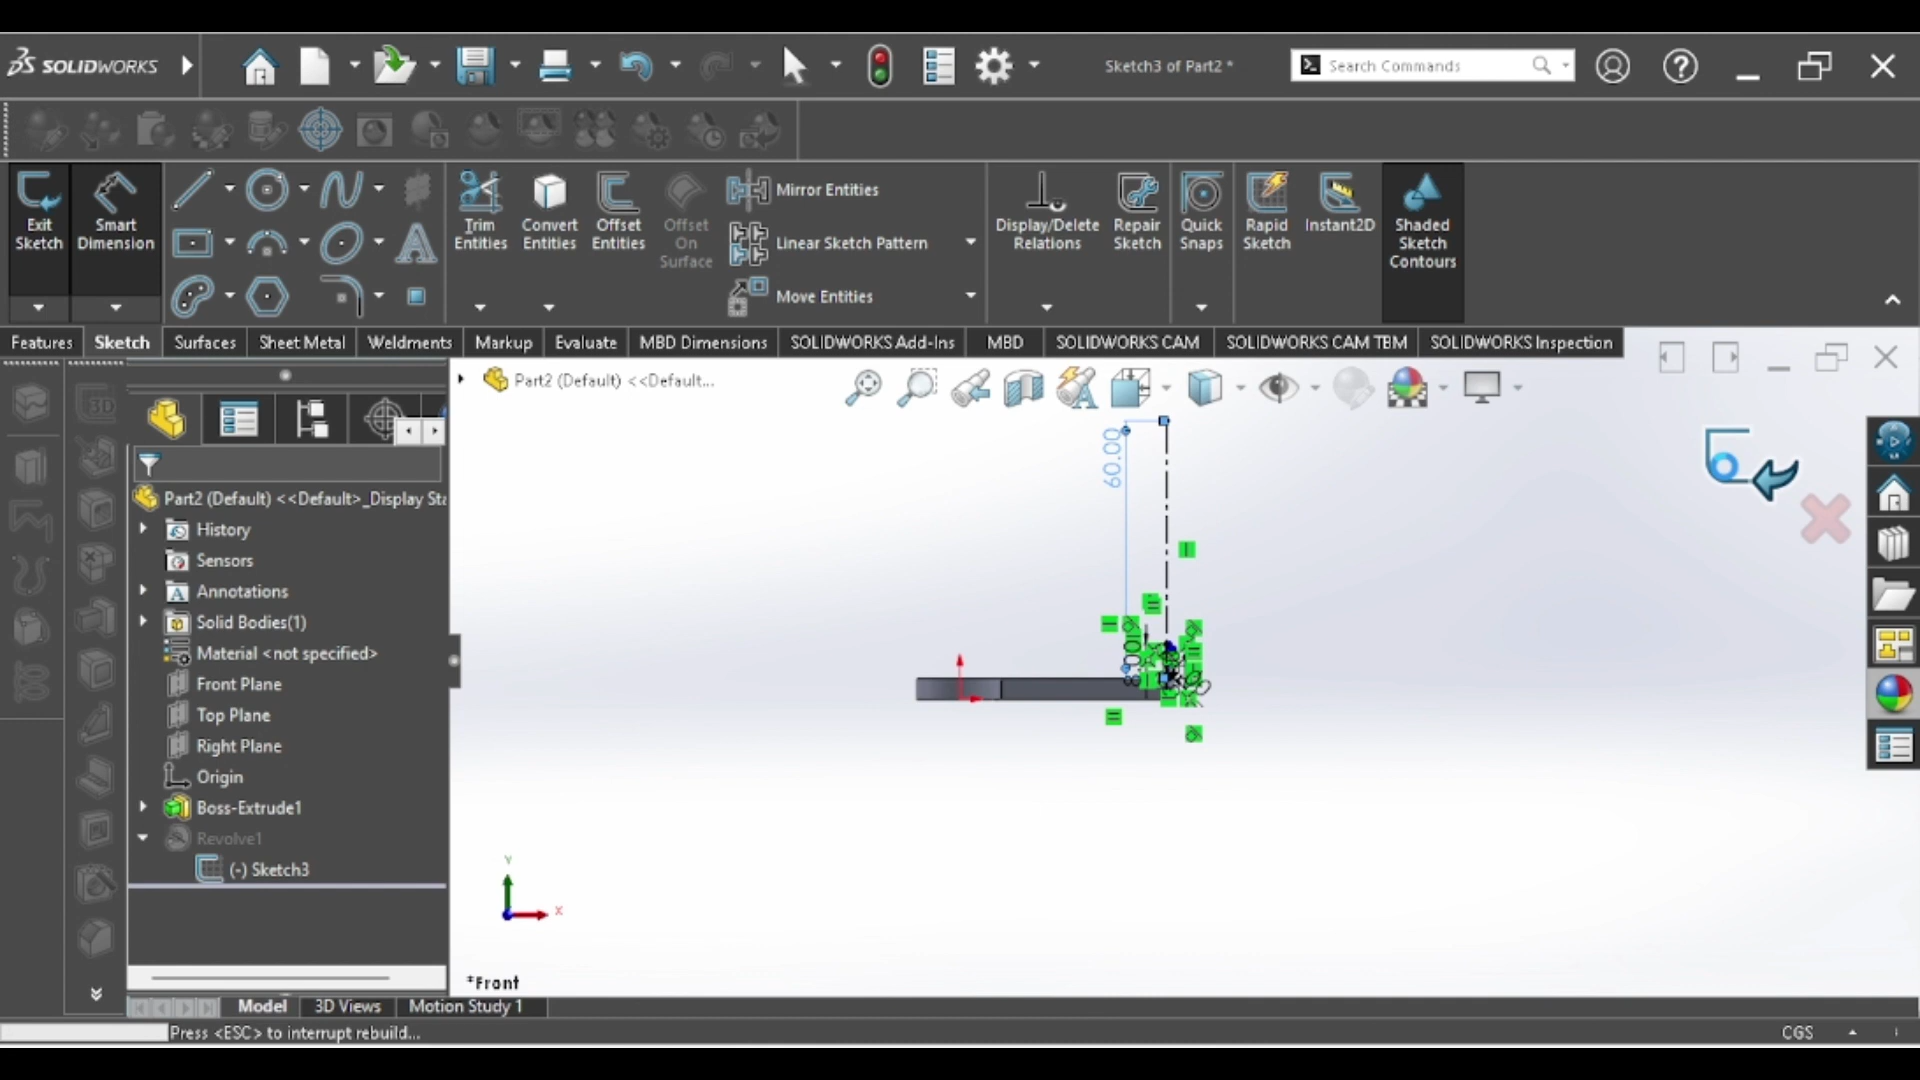 SOLIDWORKS
Sketch3 of Part2 *
Search Commands
Exit Sketch
Smart Dimension
Trim Entities
Convert Entities
Offset Entities
Offset On Surface
Mirror Entities
Linear Sketch Pattern
Move Entities
Display/Delete Relations
Repair Sketch
Quick Snaps
Rapid Sketch
Instant2D
Shaded Sketch Contours
Features
Sketch
Surfaces
Sheet Metal
Weldments
Markup
Evaluate
MBD Dimensions
SOLIDWORKS Add-Ins
MBD
SOLIDWORKS CAM
SOLIDWORKS CAM TBM
SOLIDWORKS Inspection
Part2 (Default) <<Default...
Part2 (Default) <<Default>_Display Sta
History
Sensors
Annotations
Solid Bodies(1)
Material <not specified>
Front Plane
Top Plane
Right Plane
Origin
Boss-Extrude1
Revolve1
(-) Sketch3
60.00
Y
X
*Front
Model
3D Views
Motion Study 1
Press <ESC> to interrupt rebuild...
CGS